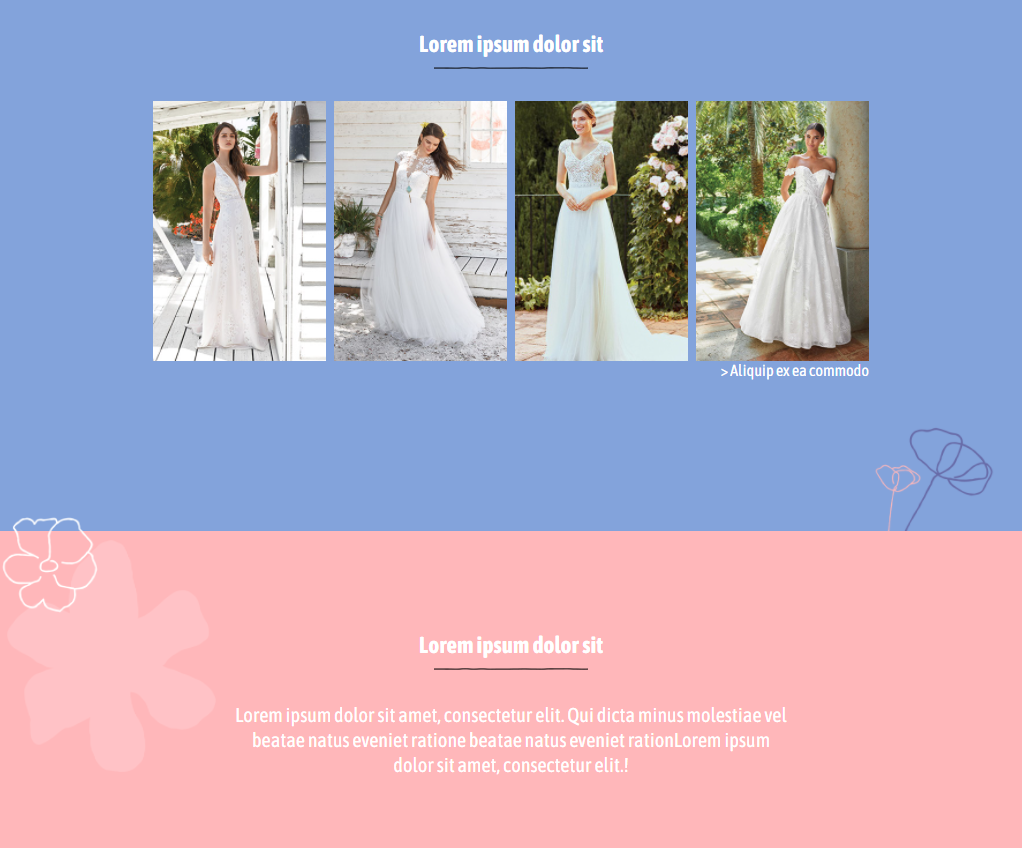 Lorem ipsum dolor sit
> Aliquip ex ea commodo
Lorem ipsum dolor sit
Lorem ipsum dolor sit amet, consectetur elit. Qui dicta minus molestiae vel
beatae natus eveniet ratione beatae natus eveniet rationLorem ipsum
dolor sit amet, consectetur elit.!